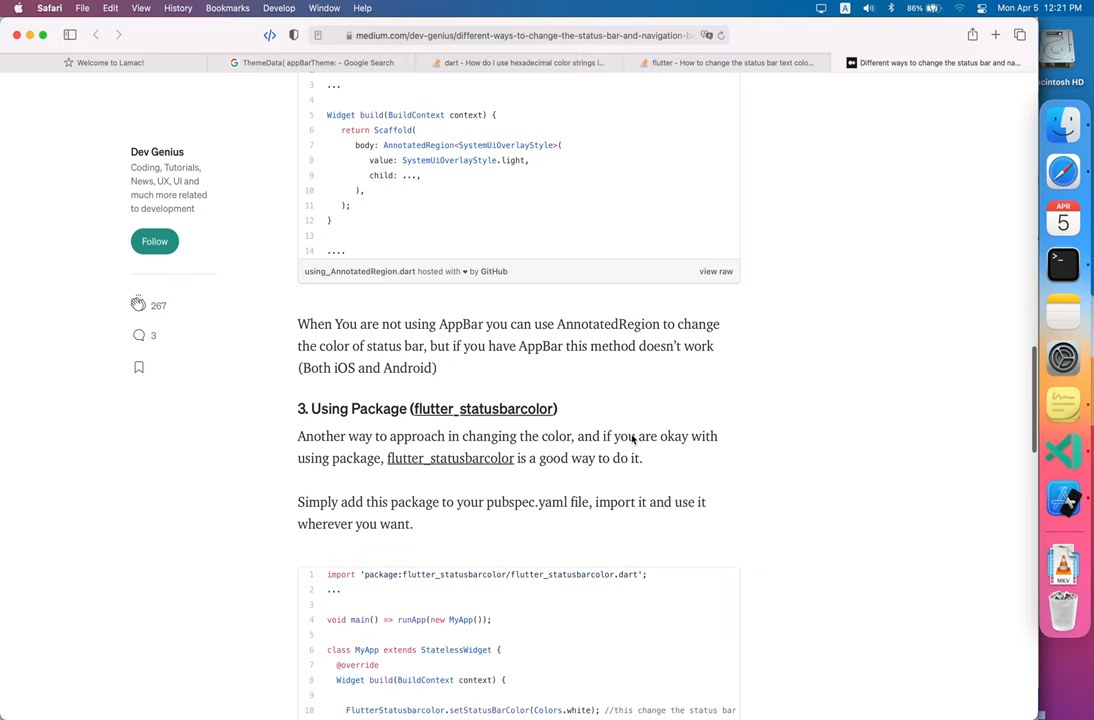 Safari File Edit View History Bookmarks Develop Window Help A 86% Mon Apr 5 12:21 PM
medium.com/dev-genius/different-ways-to-change-the-status-bar-and-navigation-b
Welcome to Lamac! ThemeData( appBarTheme: - Google Search dart - How do I use hexadecimal color strings i... flutter - How to change the status bar text colo... Different ways to change the status bar and na...
acintosh HD
3 ...
4
5 Widget build(BuildContext context) {
6 return Scaffold(
7 body: AnnotatedRegion<SystemUiOverlayStyle>(
8 value: SystemUiOverlayStyle.light,
9 child: ...,
10 ),
11 );
12 }
13
14 ....
using_AnnotatedRegion.dart hosted with ❤ by GitHub view raw
Dev Genius
Coding, Tutorials,
News, UX, UI and
much more related
to development
Follow
267
3
When You are not using AppBar you can use AnnotatedRegion to change
the color of status bar, but if you have AppBar this method doesn't work
(Both iOS and Android)
3. Using Package (flutter_statusbarcolor)
Another way to approach in changing the color, and if you are okay with
using package, flutter_statusbarcolor is a good way to do it.
Simply add this package to your pubspec.yaml file, import it and use it
wherever you want.
1 import 'package:flutter_statusbarcolor/flutter_statusbarcolor.dart';
2 ...
3
4 void main() => runApp(new MyApp());
5
6 class MyApp extends StatelessWidget {
7 @override
8 Widget build(BuildContext context) {
9
10 FlutterStatusbarcolor.setStatusBarColor(Colors.white); //this change the status bar
APR
5
>_
MKV